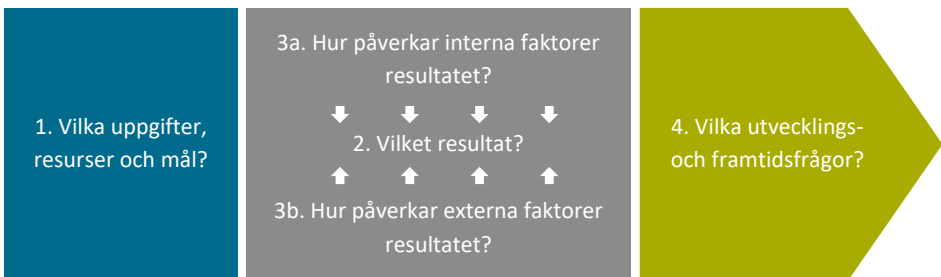 1. Vilka uppgifter,
resurser och mål?
3a. Hur påverkar interna faktorer
resultatet?
2. Vilket resultat?
3b. Hur påverkar externa faktorer
resultatet?
4. Vilka utvecklings-
och framtidsfrågor?